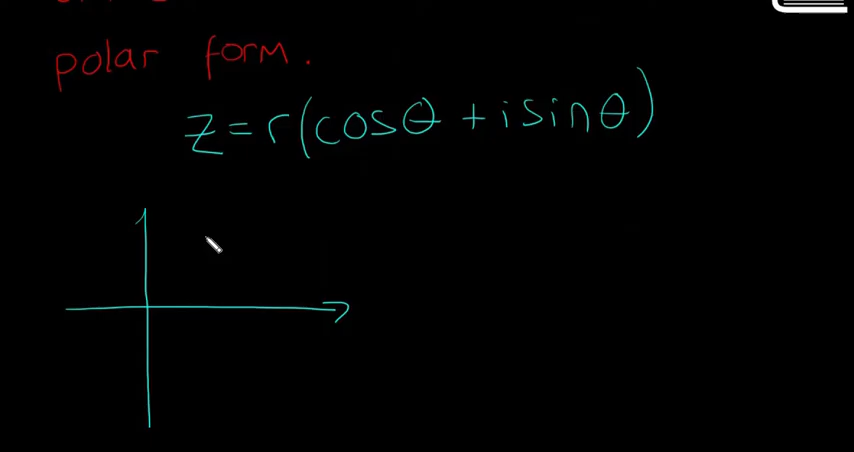 polar form.
z=r(cosθ +isinθ)